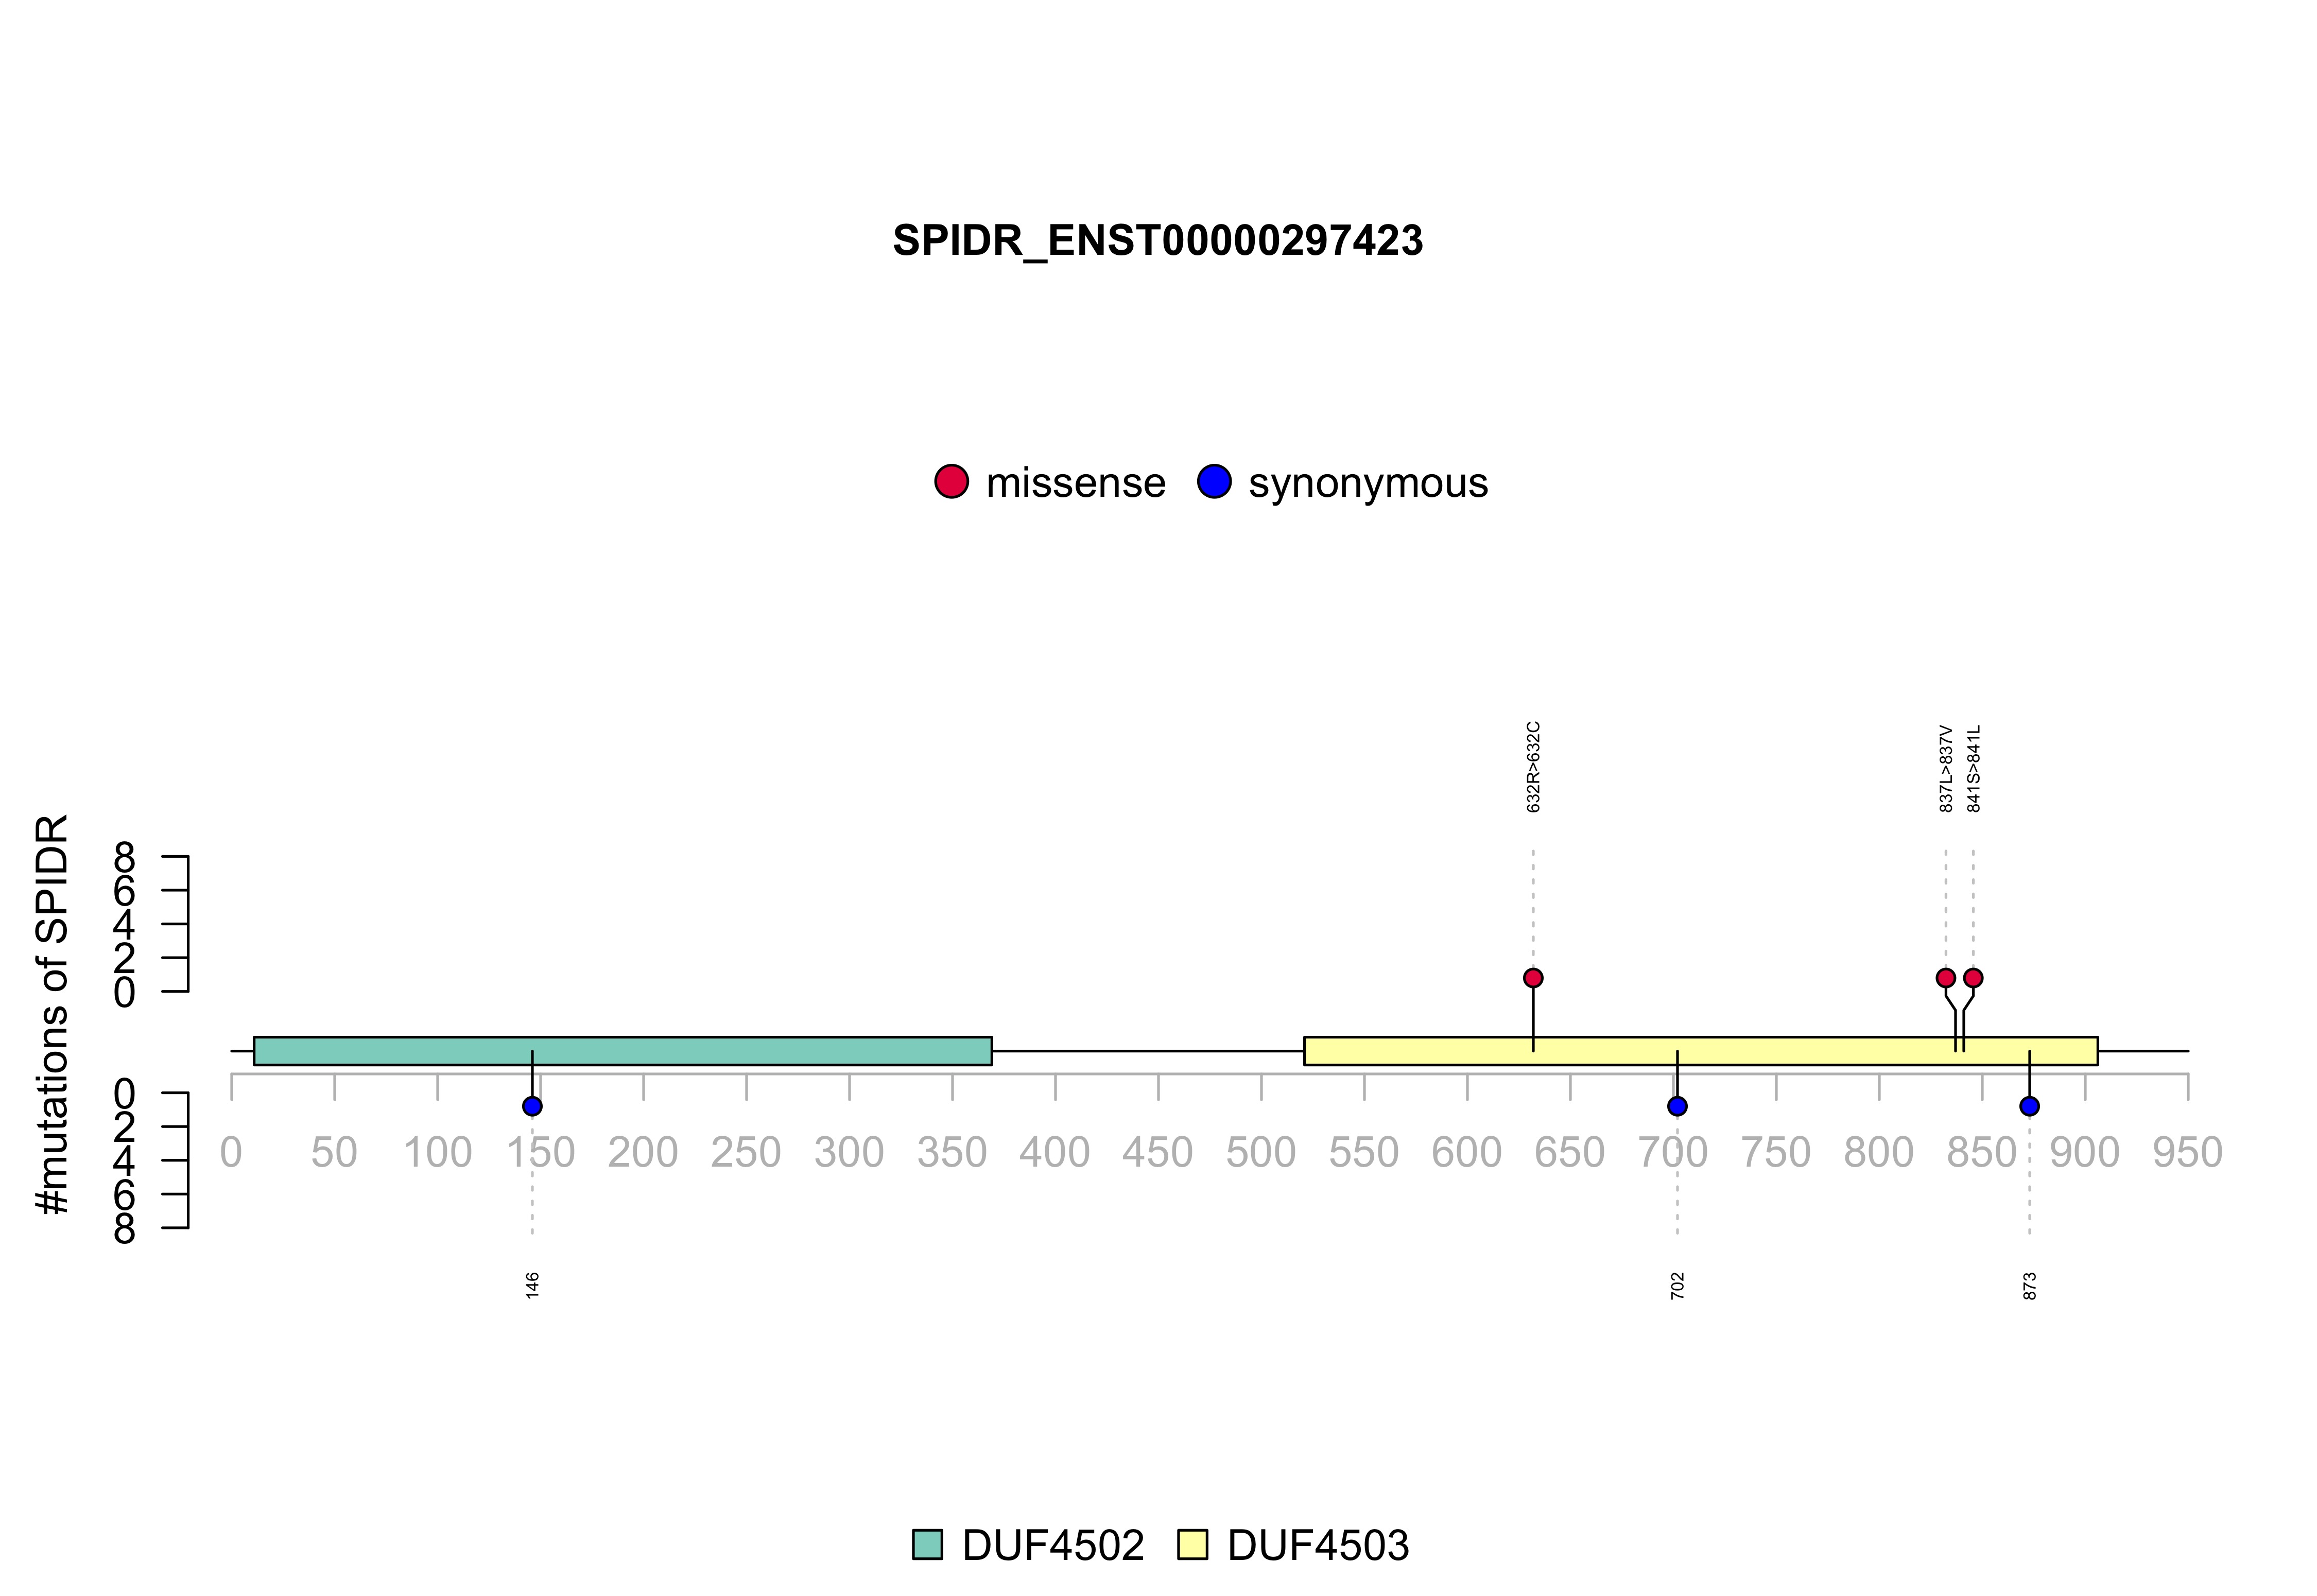 SPIDR_ENST00000297423
missense synonymous
632R>632C 837L>837V 841S>841L
#mutations of SPIDR
8
6
4
2
0
0
2
4
6
8
0 50 100 150 200 250 300 350 400 450 500 550 600 650 700 750 800 850 900 950
146 702 873
DUF4502 DUF4503